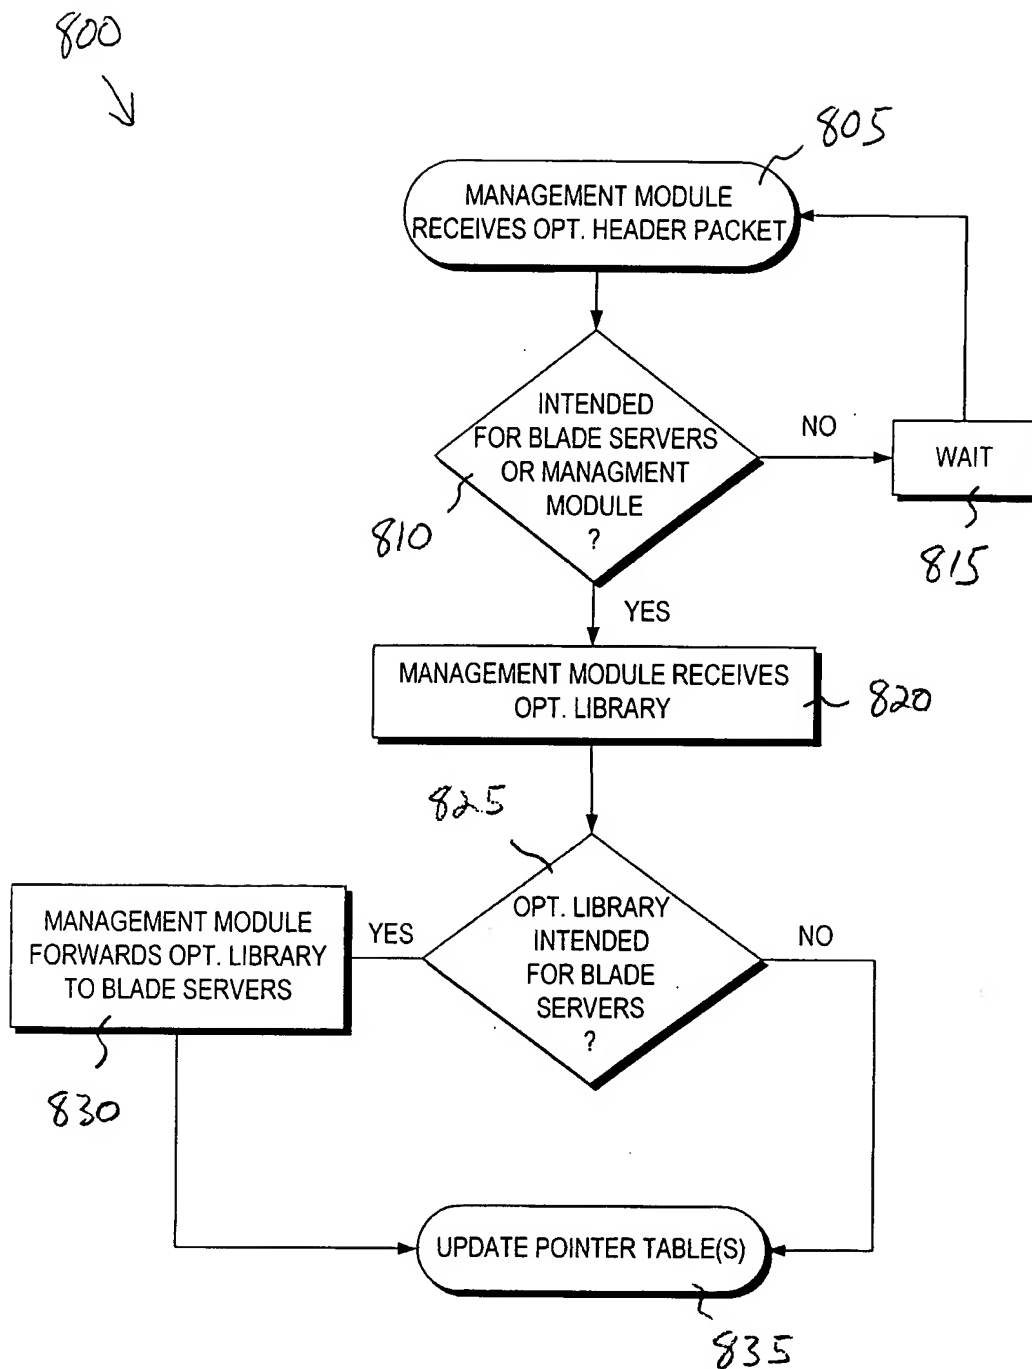 800
805
MANAGEMENT MODULE
RECEIVES OPT. HEADER PACKET
INTENDED
FOR BLADE SERVERS
OR MANAGMENT
MODULE
?
NO
WAIT
810
815
YES
MANAGEMENT MODULE RECEIVES
OPT. LIBRARY
820
825
MANAGEMENT MODULE
FORWARDS OPT. LIBRARY
TO BLADE SERVERS
YES
OPT. LIBRARY
INTENDED
FOR BLADE
SERVERS
?
NO
830
UPDATE POINTER TABLE(S)
835